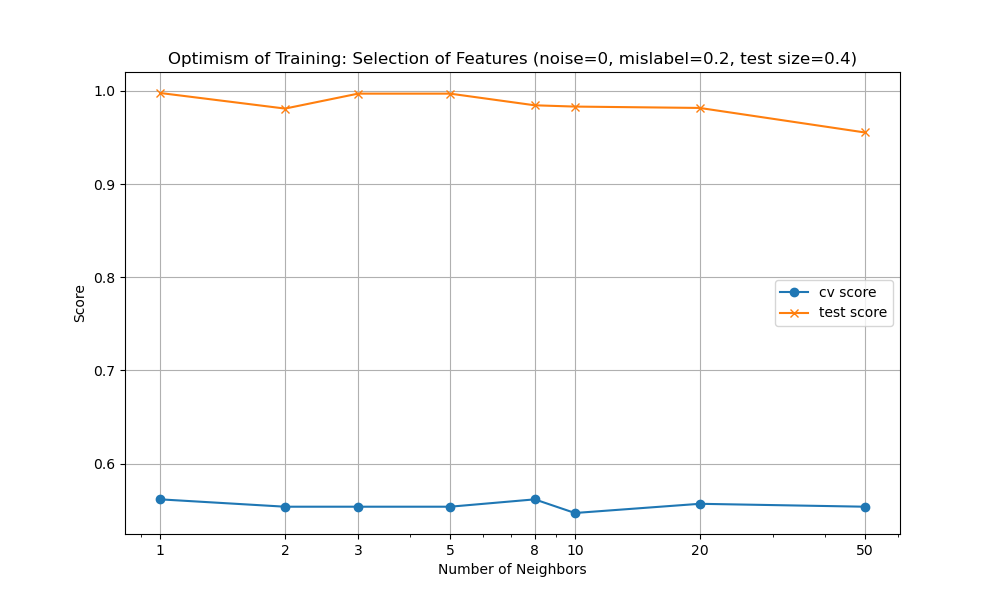 Optimism of Training: Selection of Features (noise=0, mislabel=0.2, test size=0.4)
1.0
0.9
0.8
0.7
0.6
Score
cv score
test score
1 2 3 5 8 10 20 50
Number of Neighbors